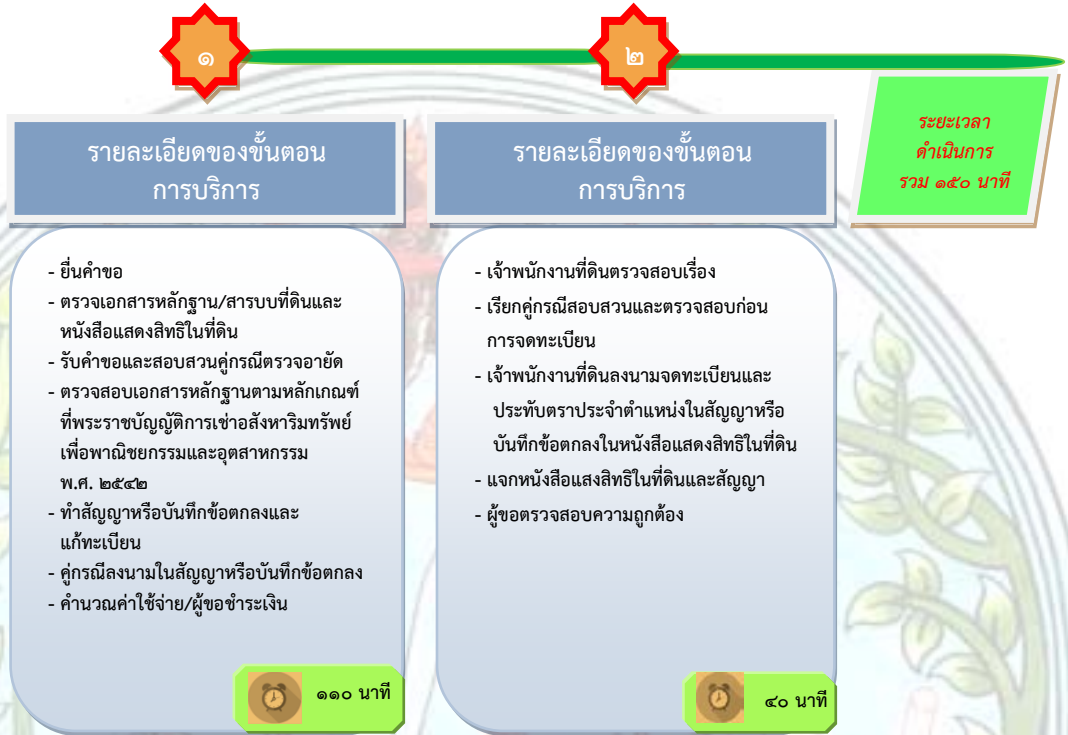 ๑
๒
ระยะเวลา
ดำเนินการ
รวม ๑๕๐ นาที
รายละเอียดของขั้นตอน
การบริการ
- ยื่นคำขอ
- ตรวจเอกสารหลักฐาน/สารบบที่ดินและ
หนังสือแสดงสิทธิในที่ดิน
- รับคำขอและสอบสวนคู่กรณีตรวจอายัด
- ตรวจสอบเอกสารหลักฐานตามหลักเกณฑ์
ที่พระราชบัญญัติการเช่าอสังหาริมทรัพย์
เพื่อพาณิชยกรรมและอุตสาหกรรม
พ.ศ. ๒๕๔๒
- ทำสัญญาหรือบันทึกข้อตกลงและ
แก้ทะเบียน
- คู่กรณีลงนามในสัญญาหรือบันทึกข้อตกลง
- คำนวณค่าใช้จ่าย/ผู้ขอชำระเงิน
๑๑๐ นาที
รายละเอียดของขั้นตอน
การบริการ
- เจ้าพนักงานที่ดินตรวจสอบเรื่อง
- เรียกคู่กรณีสอบสวนและตรวจสอบก่อน
การจดทะเบียน
- เจ้าพนักงานที่ดินลงนามจดทะเบียนและ
ประทับตราประจำตำแหน่งในสัญญาหรือ
บันทึกข้อตกลงในหนังสือแสดงสิทธิในที่ดิน
- แจกหนังสือแสงสิทธิในที่ดินและสัญญา
- ผู้ขอตรวจสอบความถูกต้อง
๔๐ นาที